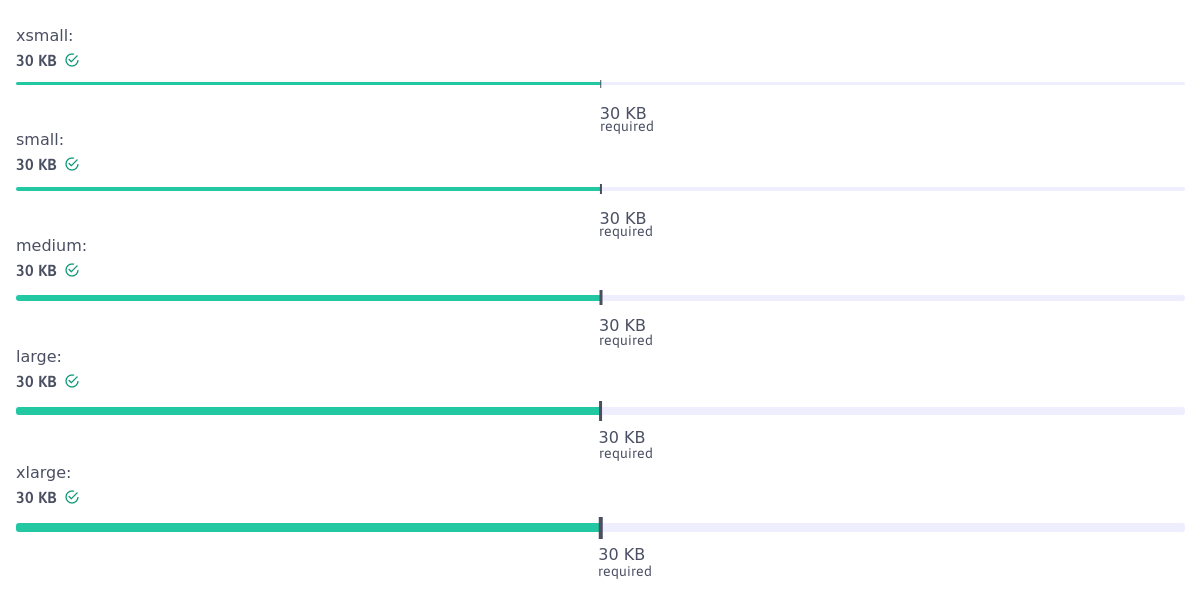 xsmall:
30 KB
30 KB
required
small:
30 KB
30 KB
required
medium:
30 KB
30 KB
required
large:
30 KB
30 KB
required
xlarge:
30 KB
30 KB
required